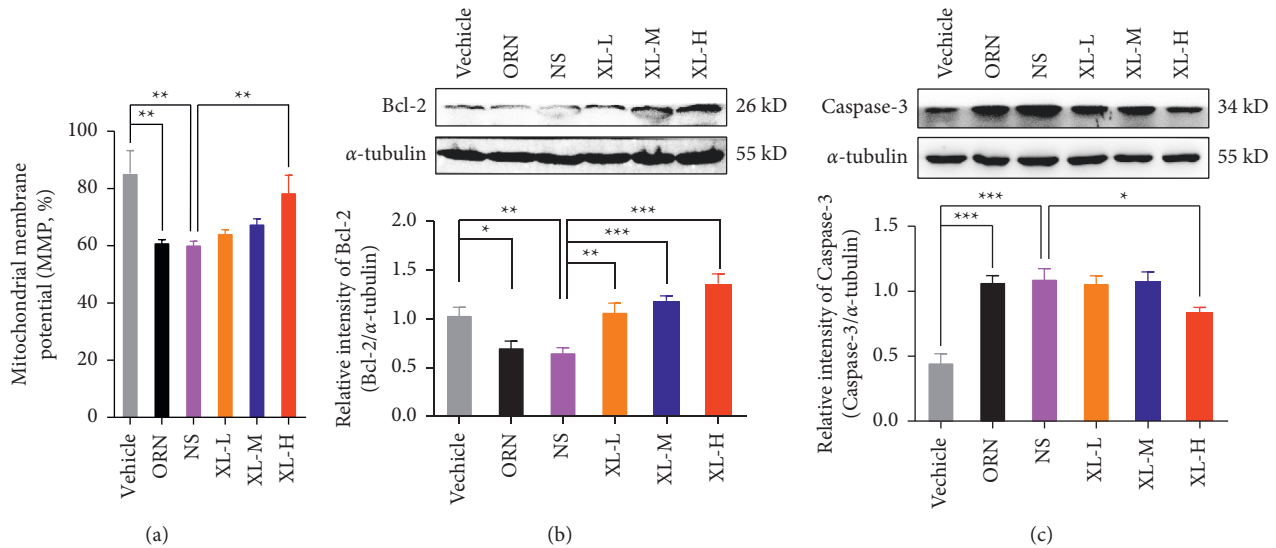 Mitochondrial membrane
potential (MMP, %)
100
80
60
40
20
0
**
**
**
Vehicle
ORN
NS
XL-L
XL-M
XL-H
(a)
Vechicle
ORN
NS
XL-L
XL-M
XL-H
Bcl-2
26 kD
α-tubulin
55 kD
Relative intensity of Bcl-2
(Bcl-2/α-tubulin)
2.0
1.5
1.0
0.5
0.0
**
***
*
***
**
Vechicle
ORN
NS
XL-L
XL-M
XL-H
(b)
Vechicle
ORN
NS
XL-L
XL-M
XL-H
Caspase-3
34 kD
α-tubulin
55 kD
Relative intensity of Caspase-3
(Caspase-3/α-tubulin)
1.5
1.0
0.5
0.0
***
*
***
Vechicle
ORN
NS
XL-L
XL-M
XL-H
(c)